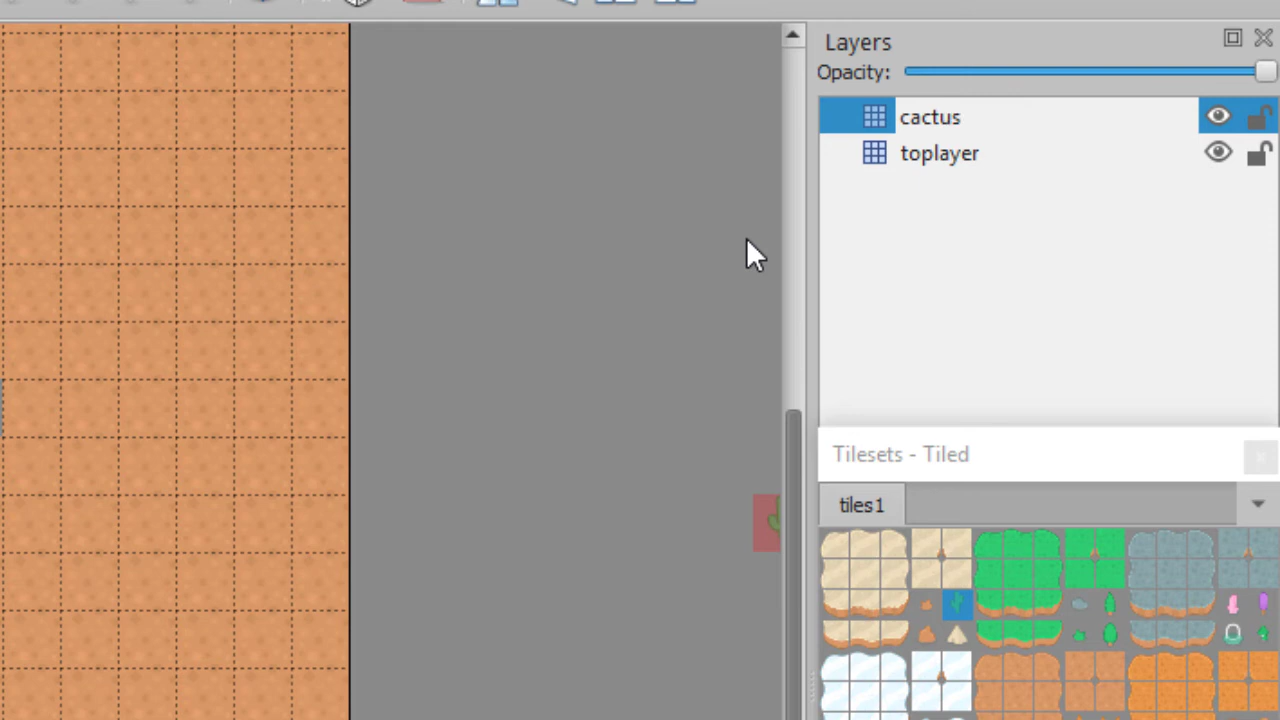 Layers
Opacity:
cactus
toplayer
Tilesets - Tiled
tiles1